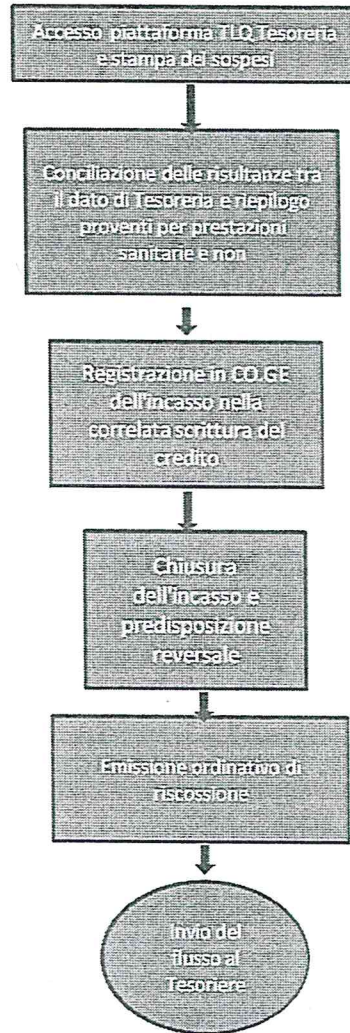 Accesso piattaforma TLQ Tesoreria
e stampa dei sospesi
Conciliazione delle risultanze tra
il dato di Tesoreria e riepilogo
proventi per prestazioni
sanitarie e non
Registrazione in CO.GE
dell'incasso nella
correlata scrittura del
credito
Chiusura
dell'incasso e
predisposizione
reversale
Emissione ordinativo di
riscossione
Invio del
flusso al
Tesoriere